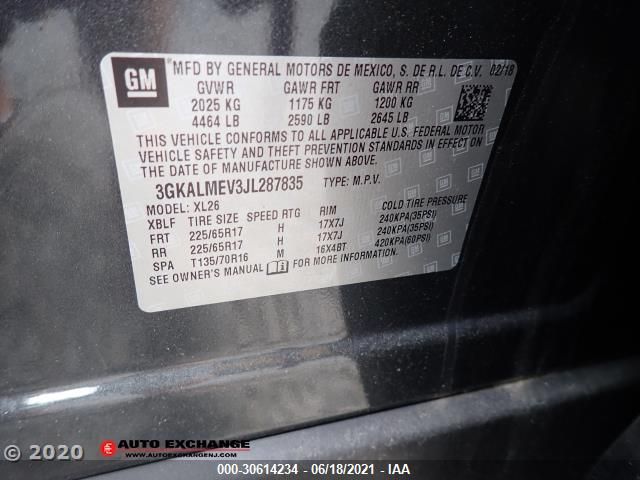 GM MFD BY GENERAL MOTORS DE MEXICO, S. DE R.L. DE C.V. 02/18
GVWR GAWR FRT GAWR RR
2025 KG 1175 KG 1200 KG
4464 LB 2590 LB 2645 LB
THIS VEHICLE CONFORMS TO ALL APPLICABLE U.S. FEDERAL MOTOR
VEHICLE SAFETY AND THEFT PREVENTION STANDARDS IN EFFECT ON
THE DATE OF MANUFACTURE SHOWN ABOVE.
3GKALMEV3JL287835 TYPE: M.P.V.
MODEL: XL26
XBLF TIRE SIZE SPEED RTG RIM COLD TIRE PRESSURE
FRT 225/65R17 H 17X7J 240KPA(35PSI)
RR 225/65R17 H 17X7J 240KPA(35PSI)
SPA T135/70R16 M 16X4BT 420KPA(60PSI)
SEE OWNER'S MANUAL FOR MORE INFORMATION.
© 2020
AUTO EXCHANGE
WWW.AUTOEXCHANGENJ.COM
000-30614234 - 06/18/2021 - IAA